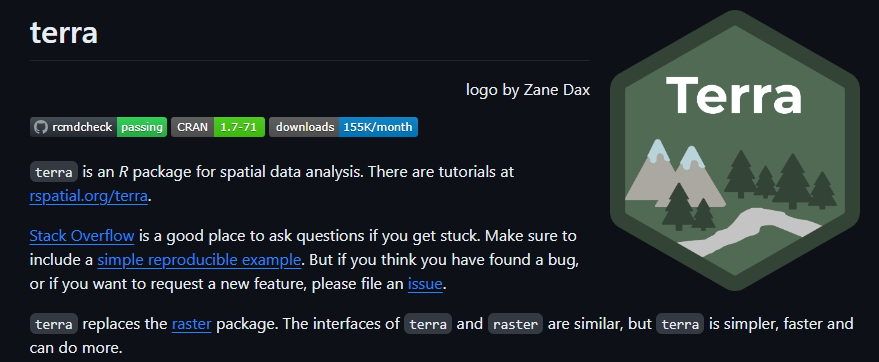 terra
logo by Zane Dax
rcmdcheck passing CRAN 1.7-71 downloads 155K/month
Terra
terra is an R package for spatial data analysis. There are tutorials at
rspatial.org/terra.
Stack Overflow is a good place to ask questions if you get stuck. Make sure to
include a simple reproducible example. But if you think you have found a bug,
or if you want to request a new feature, please file an issue.
terra replaces the raster package. The interfaces of terra and raster are similar, but terra is simpler, faster and
can do more.